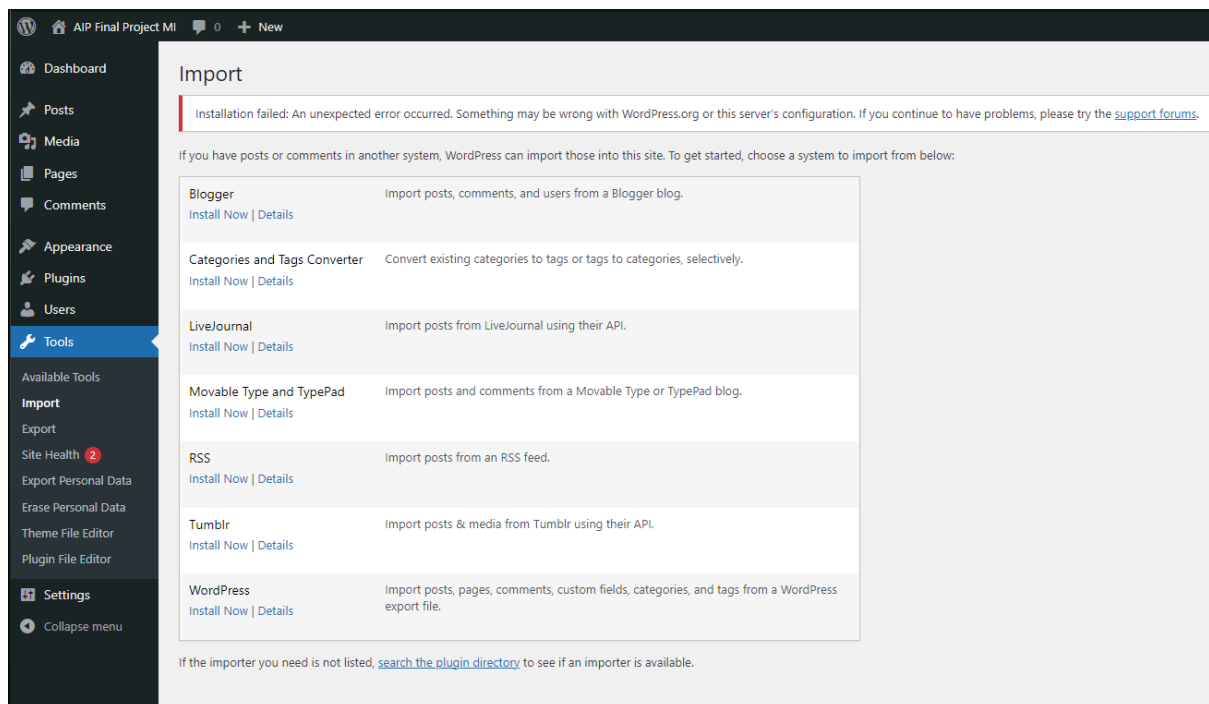 AIP Final Project MI 0 New
Dashboard
Posts
Media
Pages
Comments
Appearance
Plugins
Users
Tools
Available Tools
Import
Export
Site Health 2
Export Personal Data
Erase Personal Data
Theme File Editor
Plugin File Editor
Settings
Collapse menu
Import
Installation failed: An unexpected error occurred. Something may be wrong with WordPress.org or this server's configuration. If you continue to have problems, please try the support forums.
If you have posts or comments in another system, WordPress can import those into this site. To get started, choose a system to import from below:
Blogger Import posts, comments, and users from a Blogger blog.
Install Now | Details
Categories and Tags Converter Convert existing categories to tags or tags to categories, selectively.
Install Now | Details
LiveJournal Import posts from LiveJournal using their API.
Install Now | Details
Movable Type and TypePad Import posts and comments from a Movable Type or TypePad blog.
Install Now | Details
RSS Import posts from an RSS feed.
Install Now | Details
Tumblr Import posts & media from Tumblr using their API.
Install Now | Details
WordPress Import posts, pages, comments, custom fields, categories, and tags from a WordPress
export file.
Install Now | Details
If the importer you need is not listed, search the plugin directory to see if an importer is available.